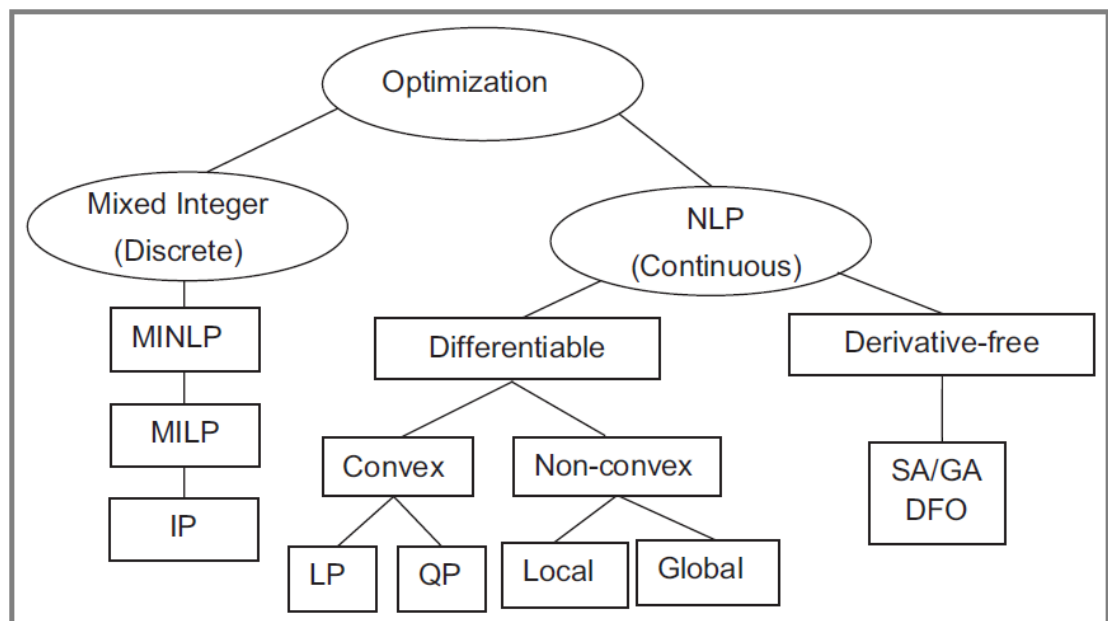 Optimization
Mixed Integer
(Discrete)
NLP
(Continuous)
MINLP
Differentiable
Derivative-free
MILP
Convex
Non-convex
SA/GA
DFO
IP
LP
QP
Local
Global